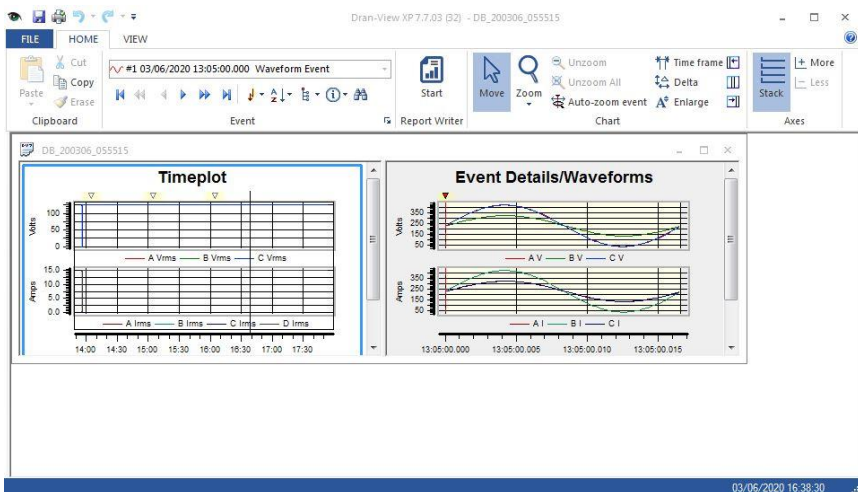 Dran-View XP 7.7.03 (32) - DB_200306_055515
FILE HOME VIEW
Paste
Cut
Copy
Erase
Clipboard
#1 03/06/2020 13:05:00.000 Waveform Event
Event
Start
Report Writer
Move
Zoom
Unzoom
Unzoom All
Auto-zoom event
Time frame
Delta
Enlarge
Chart
Stack
More
Less
Axes
DB_200306_055515
Timeplot
Volts
100
50
0
A Vrms B Vrms C Vrms
Amps
15.0
10.0
5.0
0.0
A Irms B Irms C Irms D Irms
14:00 14:30 15:00 15:30 16:00 16:30 17:00 17:30
Event Details/Waveforms
Volts
350
250
150
50
A V B V C V
Amps
350
250
150
50
A I B I C I
13:05:00.000 13:05:00.005 13:05:00.010 13:05:00.015
03/06/2020 16:38:30